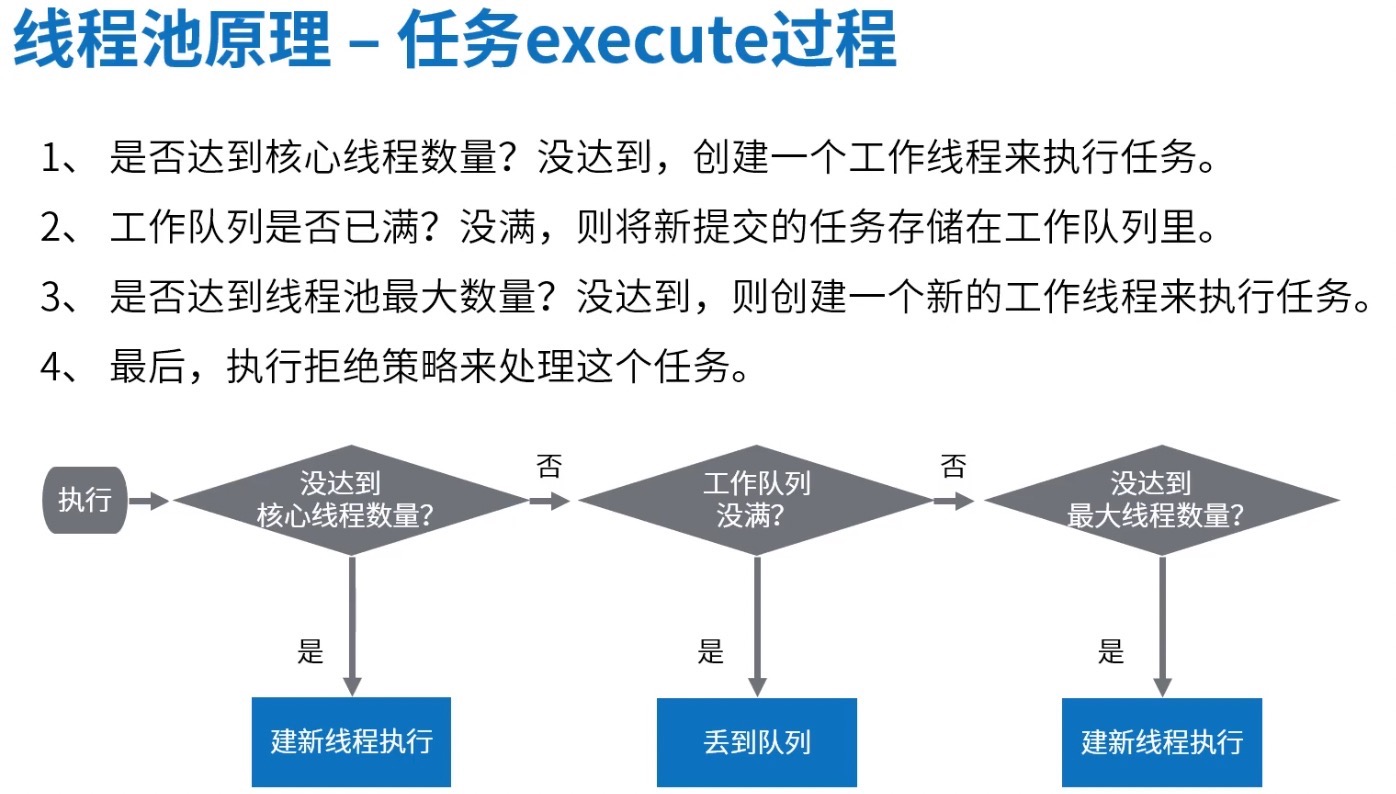 线程池原理 – 任务execute过程
1、 是否达到核心线程数量？没达到，创建一个工作线程来执行任务。
2、 工作队列是否已满？没满，则将新提交的任务存储在工作队列里。
3、 是否达到线程池最大数量？没达到，则创建一个新的工作线程来执行任务。
4、 最后，执行拒绝策略来处理这个任务。
执行
没达到
核心线程数量？
否
工作队列
没满？
否
没达到
最大线程数量？
是
是
是
建新线程执行
丢到队列
建新线程执行